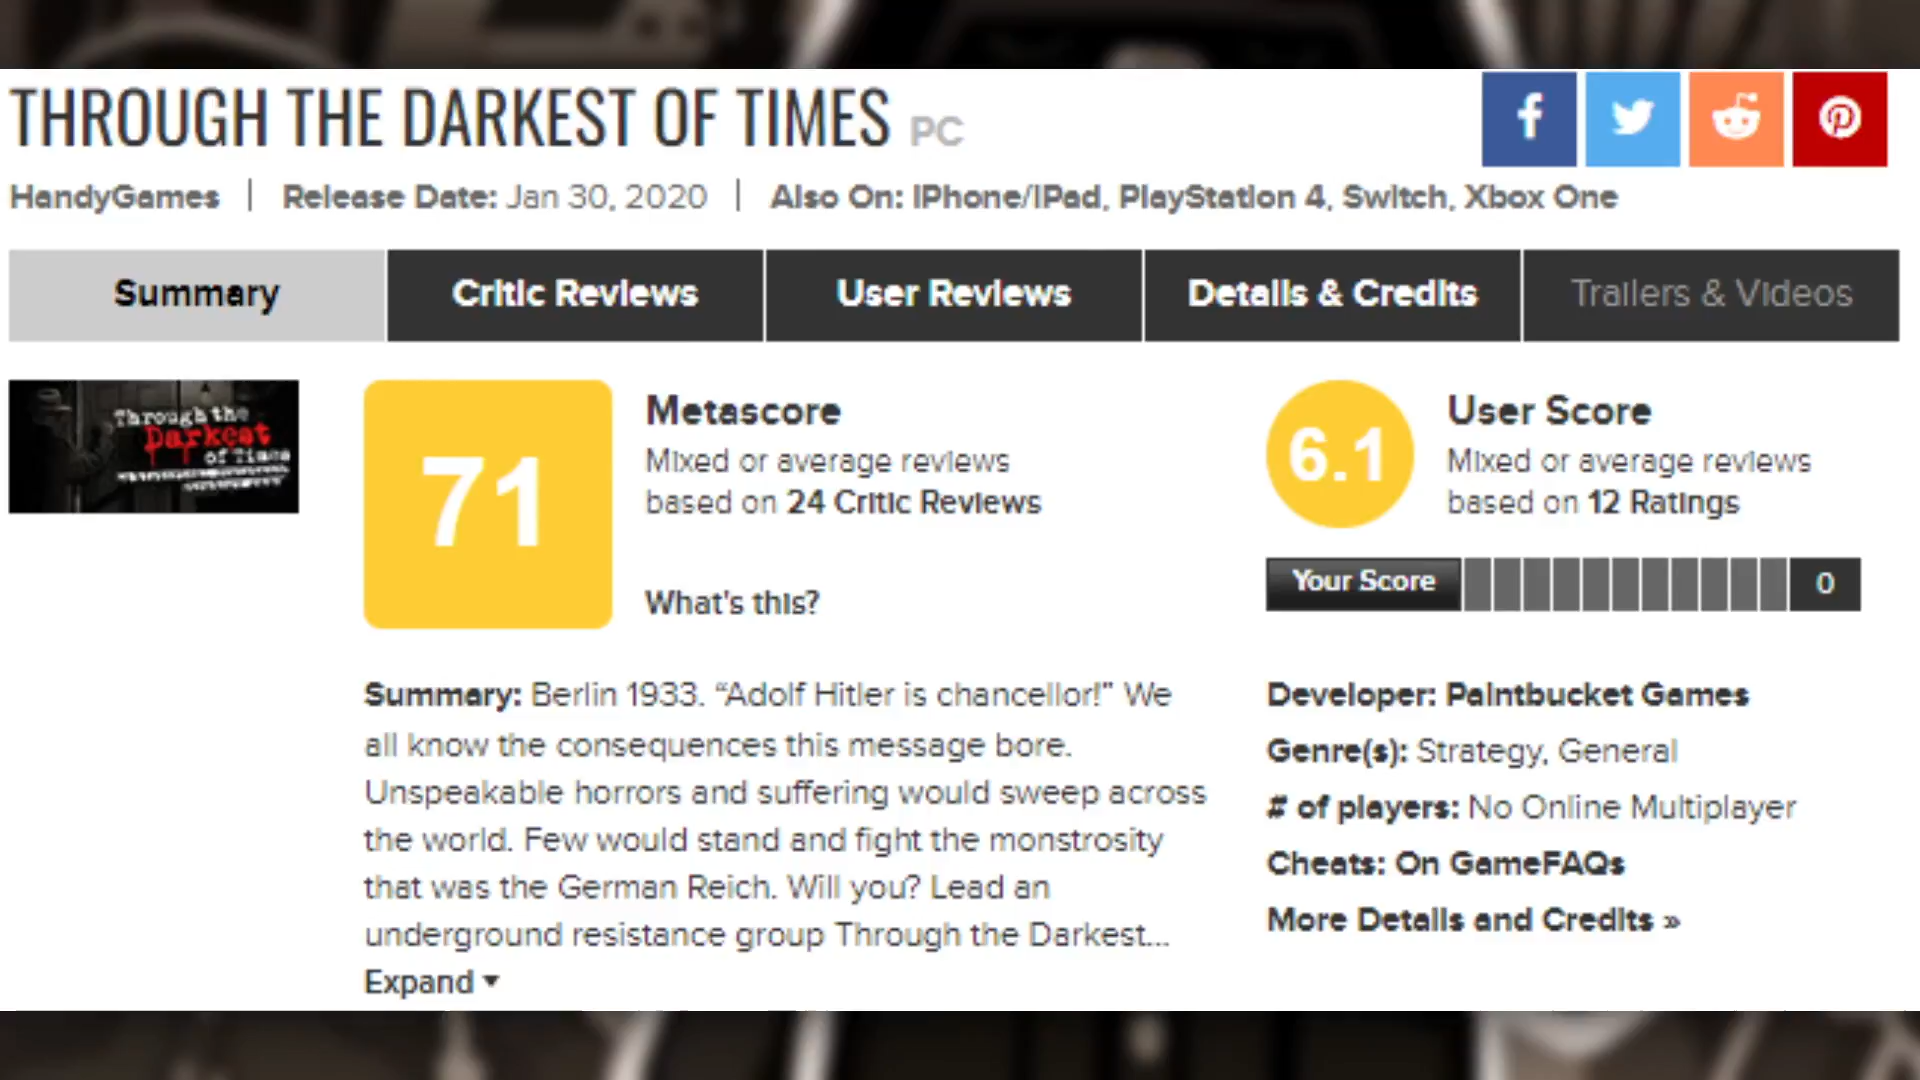 THROUGH THE DARKEST OF TIMES PC
HandyGames | Release Date: Jan 30, 2020 | Also On: iPhone/iPad, PlayStation 4, Switch, Xbox One
Summary Critic Reviews User Reviews Details & Credits Trailers & Videos
Through the
Darkest
of Times
71
Metascore
Mixed or average reviews
based on 24 Critic Reviews
What's this?
6.1
User Score
Mixed or average reviews
based on 12 Ratings
Your Score 0
Summary: Berlin 1933. “Adolf Hitler is chancellor!” We
all know the consequences this message bore.
Unspeakable horrors and suffering would sweep across
the world. Few would stand and fight the monstrosity
that was the German Reich. Will you? Lead an
underground resistance group Through the Darkest...
Expand
Developer: Paintbucket Games
Genre(s): Strategy, General
# of players: No Online Multiplayer
Cheats: On GameFAQs
More Details and Credits »